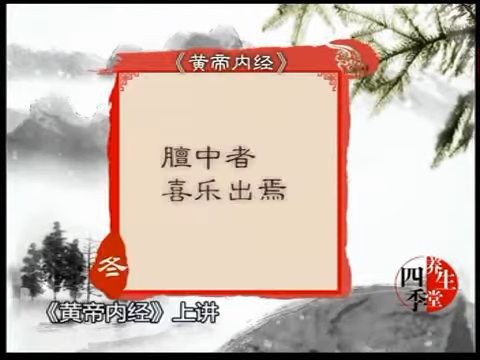 《黄帝内经》
膻中者
喜乐出焉
冬
四季
养生堂
《黄帝内经》上讲